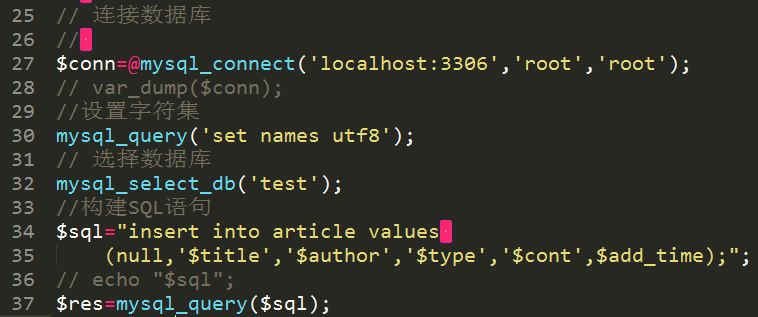 25 // 连接数据库
26 //
27 $conn=@mysql_connect('localhost:3306','root','root');
28 // var_dump($conn);
29 //设置字符集
30 mysql_query('set names utf8');
31 // 选择数据库
32 mysql_select_db('test');
33 //构建SQL语句
34 $sql="insert into article values
35     (null,'$title','$author','$type','$cont',$add_time);";
36 // echo "$sql";
37 $res=mysql_query($sql);